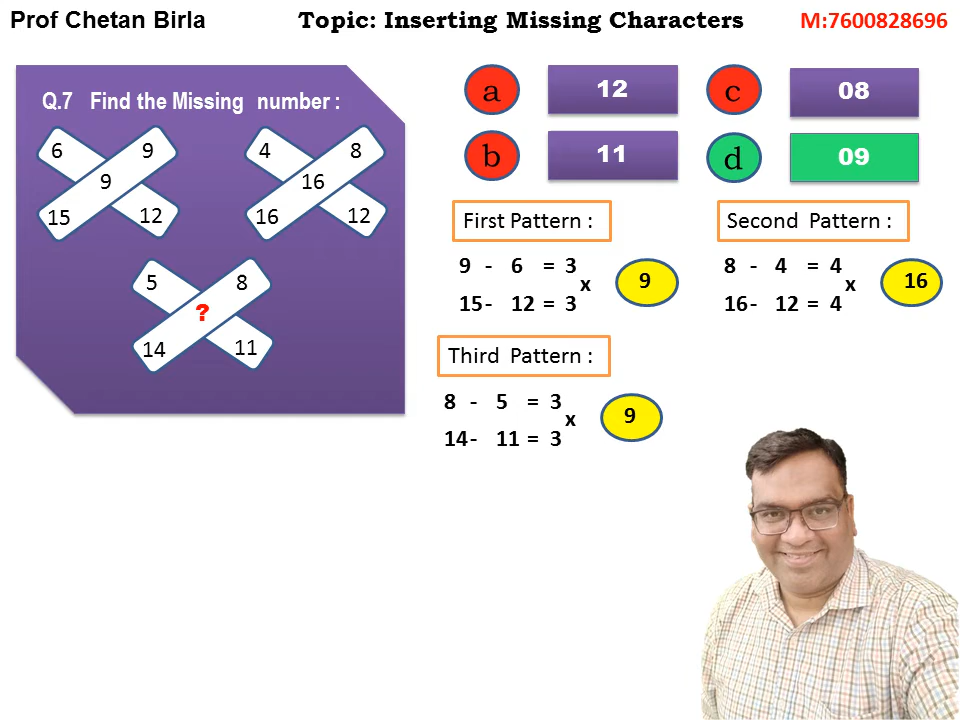 Prof Chetan Birla Topic: Inserting Missing Characters M:7600828696
Q.7 Find the Missing number :
6 9
9
15 12
4 8
16
16 12
5 8
?
14 11
a 12
c 08
b 11
d 09
First Pattern :
9 - 6 = 3
x 9
15 - 12 = 3
Second Pattern :
8 - 4 = 4
x 16
16 - 12 = 4
Third Pattern :
8 - 5 = 3
x 9
14 - 11 = 3